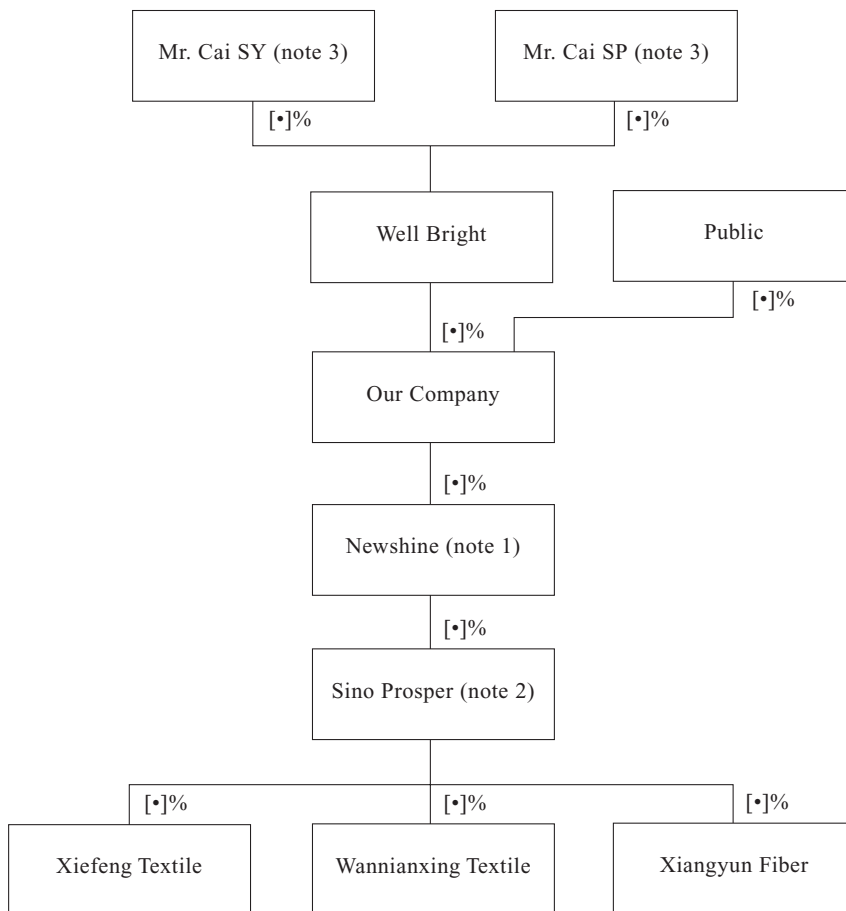 Mr. Cai SY (note 3)
Mr. Cai SP (note 3)
[•]%
[•]%
Well Bright
Public
[•]%
[•]%
Our Company
[•]%
Newshine (note 1)
[•]%
Sino Prosper (note 2)
[•]%
[•]%
[•]%
Xiefeng Textile
Wannianxing Textile
Xiangyun Fiber